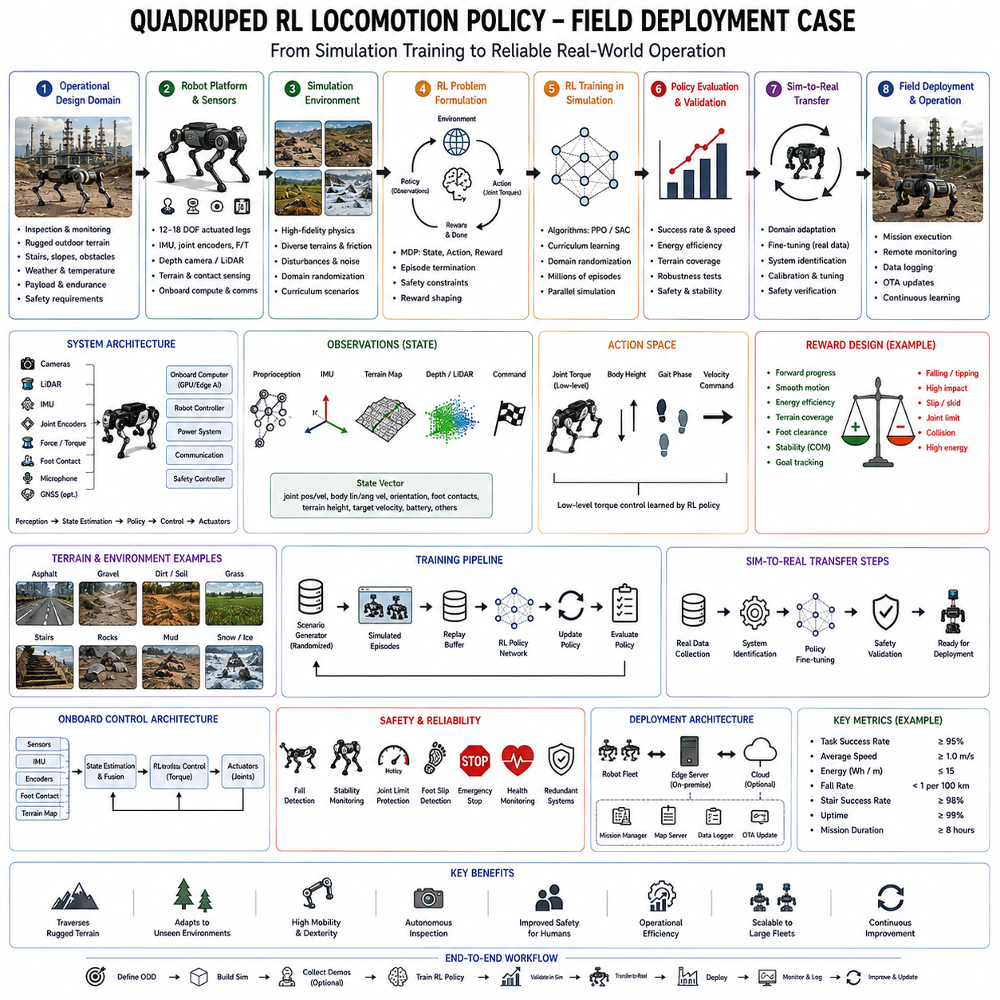 QUADRUPED RL LOCOMOTION POLICY – FIELD DEPLOYMENT CASE
From Simulation Training to Reliable Real-World Operation
1 Operational
Design Domain
• Inspection & monitoring
• Rugged outdoor terrain
• Stairs, slopes, obstacles
• Weather & temperature
• Payload & endurance
• Safety requirements
2 Robot Platform
& Sensors
• 12–18 DOF actuated legs
• IMU, joint encoders, F/T
• Depth camera / LiDAR
• Terrain & contact sensing
• Onboard compute & comms
3 Simulation
Environment
• High-fidelity physics
• Diverse terrains & friction
• Disturbances & noise
• Domain randomization
• Curriculum scenarios
4 RL Problem
Formulation
Environment
Policy
(Observations)
Action
(Joint Torques)
Rewara
& Done
• MDP: State, Action, Reward
• Episode termination
• Safety constraints
• Reward shaping
5 RL Training in
Simulation
• Algorithms: PPO / SAC
• Curriculum learning
• Domain randomization
• Millions of episodes
• Parallel simulation
6 Policy Evaluation
& Validation
• Success rate & speed
• Energy efficiency
• Terrain coverage
• Robustness tests
• Safety & stability
7 Sim-to-Real
Transfer
• Domain adaptation
• Fine-tuning (real data)
• System identification
• Calibration & tuning
• Safety verification
8 Field Deployment
& Operation
• Mission execution
• Remote monitoring
• Data logging
• OTA updates
• Continuous learning
SYSTEM ARCHITECTURE
Cameras
LiDAR
IMU
Joint Encoders
Force / Torque
Foot Contact
Microphone
GNSS (opt.)
Onboard Computer
(GPU/Edge AI)
Robot Controller
Power System
Communication
Safety Controller
Perception → State Estimation → Policy → Control → Actuators
OBSERVATIONS (STATE)
Proprioception IMU Terrain Map Depth / LiDAR Command
State Vector
joint pos/vel, body lin/ang vel, orientation, foot contacts,
terrain height, target velocity, battery, others
ACTION SPACE
Joint Torque
(Low-level)
Body Height
Gait Phase
Velocity
Command
Low-level torque control learned by RL policy
REWARD DESIGN (EXAMPLE)
• Forward progress
• Smooth motion
• Energy efficiency
• Terrain coverage
• Foot clearance
• Stability (COM)
• Goal tracking
+
−
• Falling / tipping
• High impact
• Slip / skid
• Joint limit
• Collision
• High energy
TERRAIN & ENVIRONMENT EXAMPLES
Asphalt Gravel Dirt / Soil Grass
Stairs Rocks Mud Snow / Ice
TRAINING PIPELINE
Scenario
Generator
(Randomized)
Simulated
Episodes
Replay
Buffer
RL Policy
Network
Update
Policy
Evaluate
Policy
SIM-TO-REAL TRANSFER STEPS
Real Data
Collection
System
Identification
Policy
Fine-tuning
Safety
Validation
Ready for
Deployment
ONBOARD CONTROL ARCHITECTURE
Sensors
IMU
Encoders
Foot Contact
Terrain Map
State Estimation
& Fusion
Control
(Torque)
Actuators
(Joints)
SAFETY & RELIABILITY
STOP
Fall
Detection
Stability
Monitoring
Joint Limit
Protection
Foot Slip
Detection
Emergency
Stop
Health
Monitoring
Redundant
Systems
DEPLOYMENT ARCHITECTURE
Robot Fleet
Edge Server
(On-premise)
Cloud
(Optional)
Mission Manager
Map Server
Data Logger
OTA Update
KEY METRICS (EXAMPLE)
• Task Success Rate ≥ 95%
• Average Speed ≥ 1.0 m/s
• Energy (Wh / m) ≤ 15
• Fall Rate < 1 per 100 km
• Stair Success Rate ≥ 98%
• Uptime ≥ 99%
• Mission Duration ≥ 8 hours
KEY BENEFITS
Traverses
Rugged Terrain
Adapts to
Unseen Environments
High Mobility
& Dexterity
Autonomous
Inspection
Improved Safety
for Humans
Operational
Efficiency
Scalable to
Large Fleets
Continuous
Improvement
END-TO-END WORKFLOW
Define ODD → Build Sim → Collect Demos
(Optional) → Train RL Policy → Validate in Sim → Transfer to Real → Deploy → Monitor & Log → Improve & Update